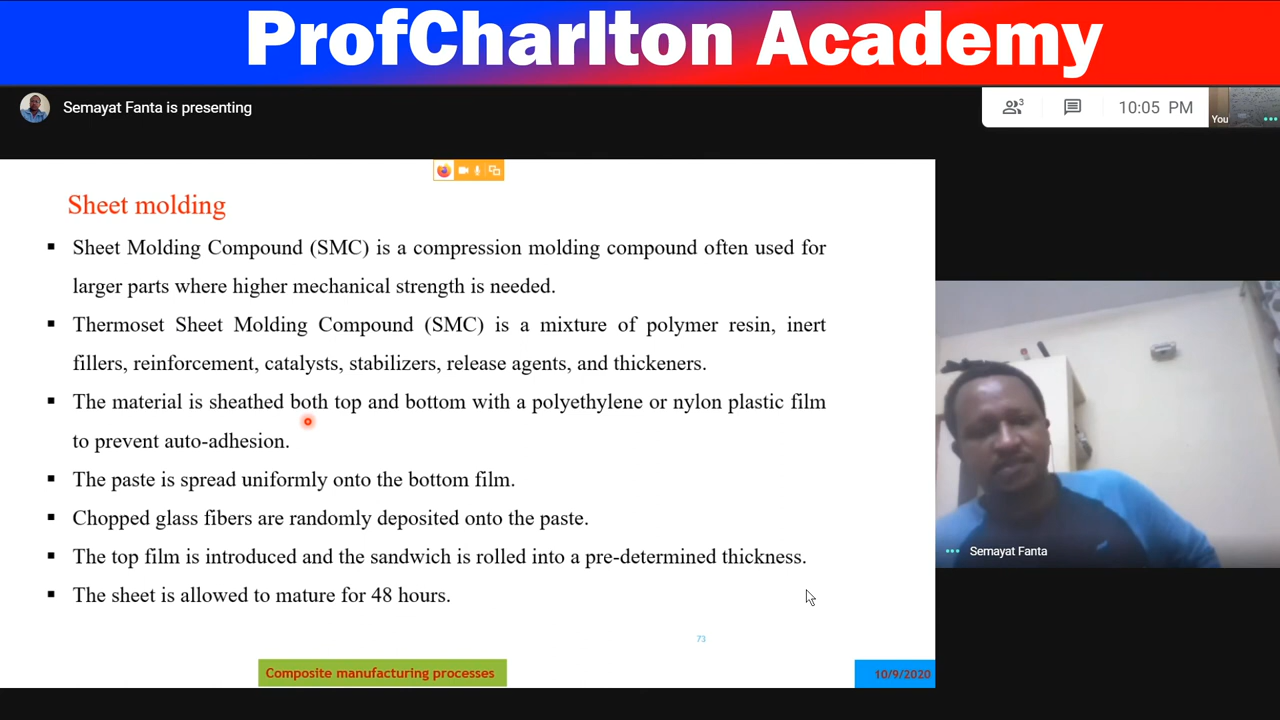 ProfCharlton Academy
Semayat Fanta is presenting
3
10:05 PM
You
Sheet molding
▪ Sheet Molding Compound (SMC) is a compression molding compound often used for
larger parts where higher mechanical strength is needed.
▪ Thermoset Sheet Molding Compound (SMC) is a mixture of polymer resin, inert
fillers, reinforcement, catalysts, stabilizers, release agents, and thickeners.
▪ The material is sheathed both top and bottom with a polyethylene or nylon plastic film
to prevent auto-adhesion.
▪ The paste is spread uniformly onto the bottom film.
▪ Chopped glass fibers are randomly deposited onto the paste.
▪ The top film is introduced and the sandwich is rolled into a pre-determined thickness.
▪ The sheet is allowed to mature for 48 hours.
Semayat Fanta
73
Composite manufacturing processes
10/9/2020